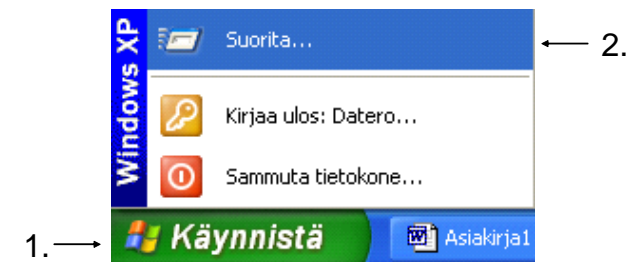 Windows XP
Suorita...
2.
Kirjaa ulos: Datero...
Sammuta tietokone...
1.
Käynnistä
Asiakirja1